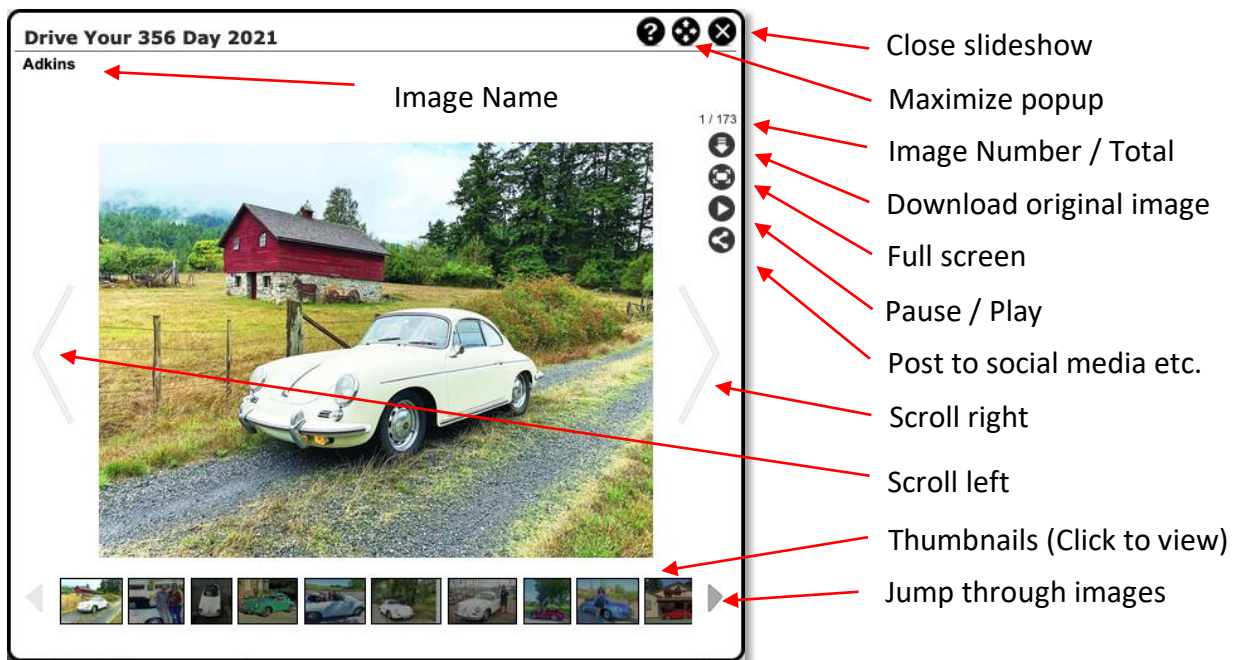 Drive Your 356 Day 2021
?
Adkins
Image Name
1 / 173
Close slideshow
Maximize popup
Image Number / Total
Download original image
Full screen
Pause / Play
Post to social media etc.
Scroll right
Scroll left
Thumbnails (Click to view)
Jump through images